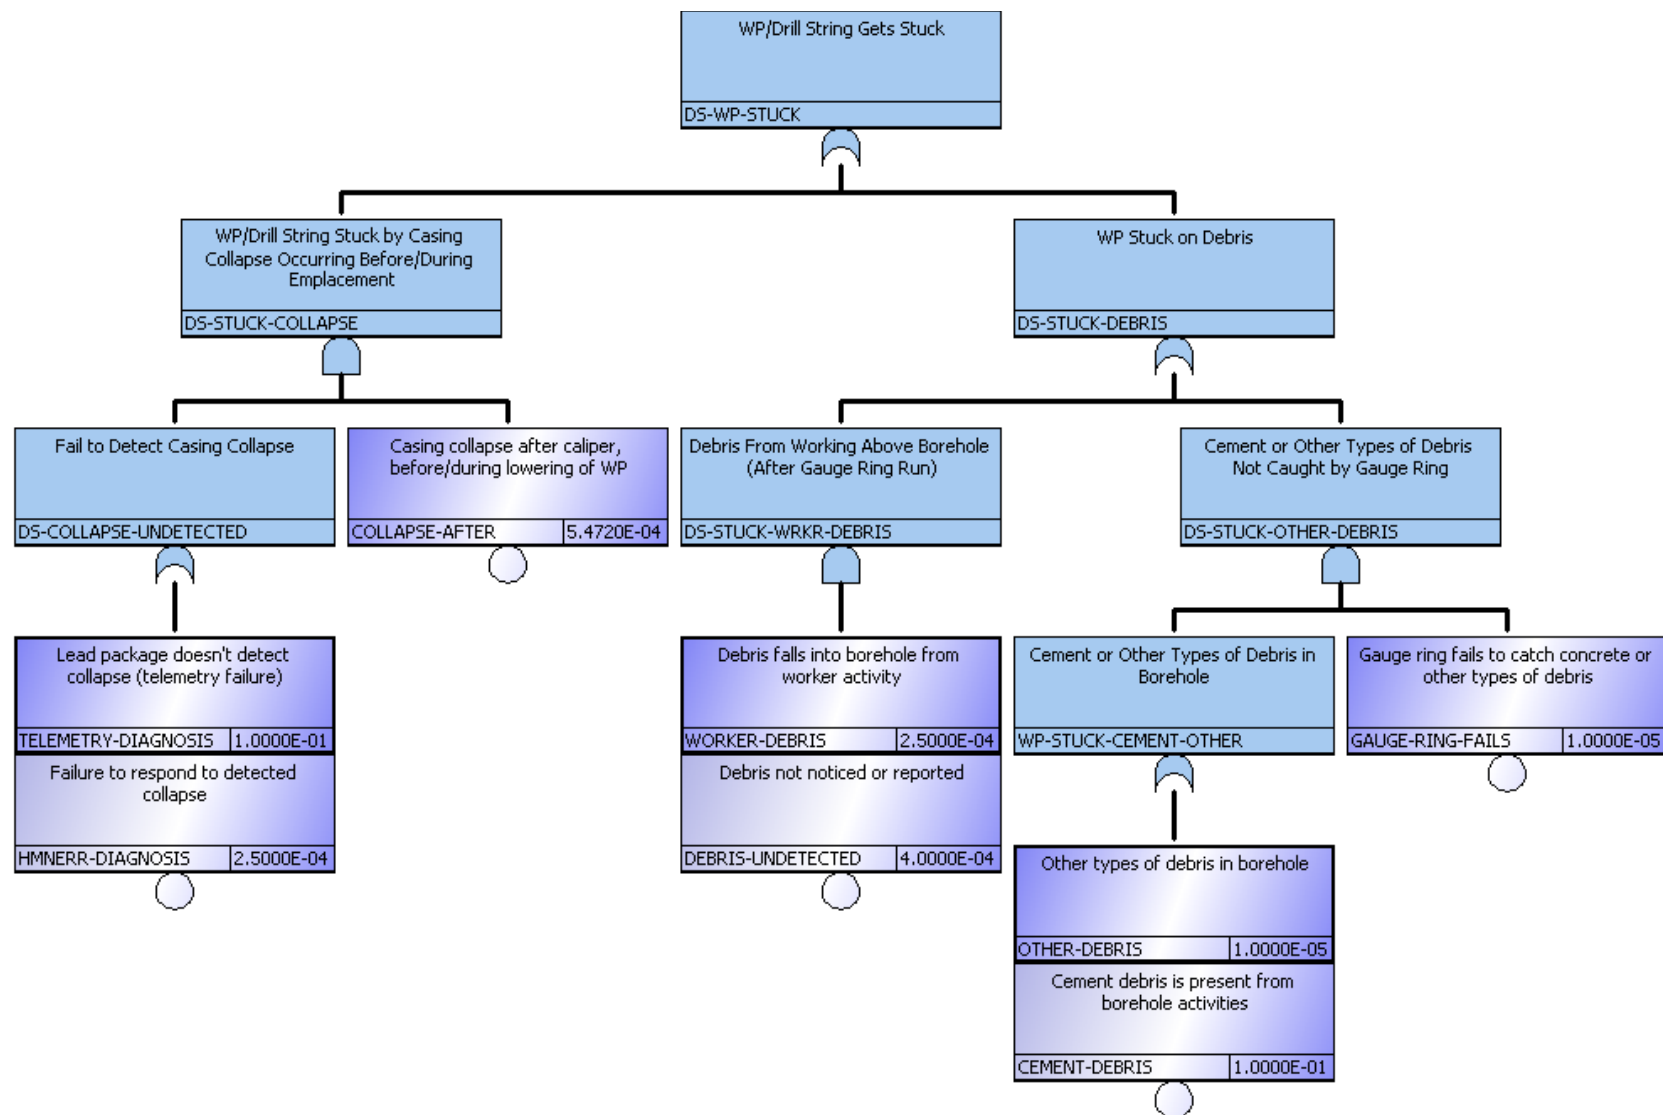 WP/Drill String Gets Stuck
DS-WP-STUCK
WP/Drill String Stuck by Casing
Collapse Occurring Before/During
Emplacement
DS-STUCK-COLLAPSE
WP Stuck on Debris
DS-STUCK-DEBRIS
Fail to Detect Casing Collapse
DS-COLLAPSE-UNDETECTED
Casing collapse after caliper,
before/during lowering of WP
COLLAPSE-AFTER 5.4720E-04
Debris From Working Above Borehole
(After Gauge Ring Run)
DS-STUCK-WRKR-DEBRIS
Cement or Other Types of Debris
Not Caught by Gauge Ring
DS-STUCK-OTHER-DEBRIS
Lead package doesn't detect
collapse (telemetry failure)
TELEMETRY-DIAGNOSIS 1.0000E-01
Failure to respond to detected
collapse
HMNERR-DIAGNOSIS 2.5000E-04
Debris falls into borehole from
worker activity
WORKER-DEBRIS 2.5000E-04
Debris not noticed or reported
DEBRIS-UNDETECTED 4.0000E-04
Cement or Other Types of Debris in
Borehole
WP-STUCK-CEMENT-OTHER
Gauge ring fails to catch concrete or
other types of debris
GAUGE-RING-FAILS 1.0000E-05
Other types of debris in borehole
OTHER-DEBRIS 1.0000E-05
Cement debris is present from
borehole activities
CEMENT-DEBRIS 1.0000E-01